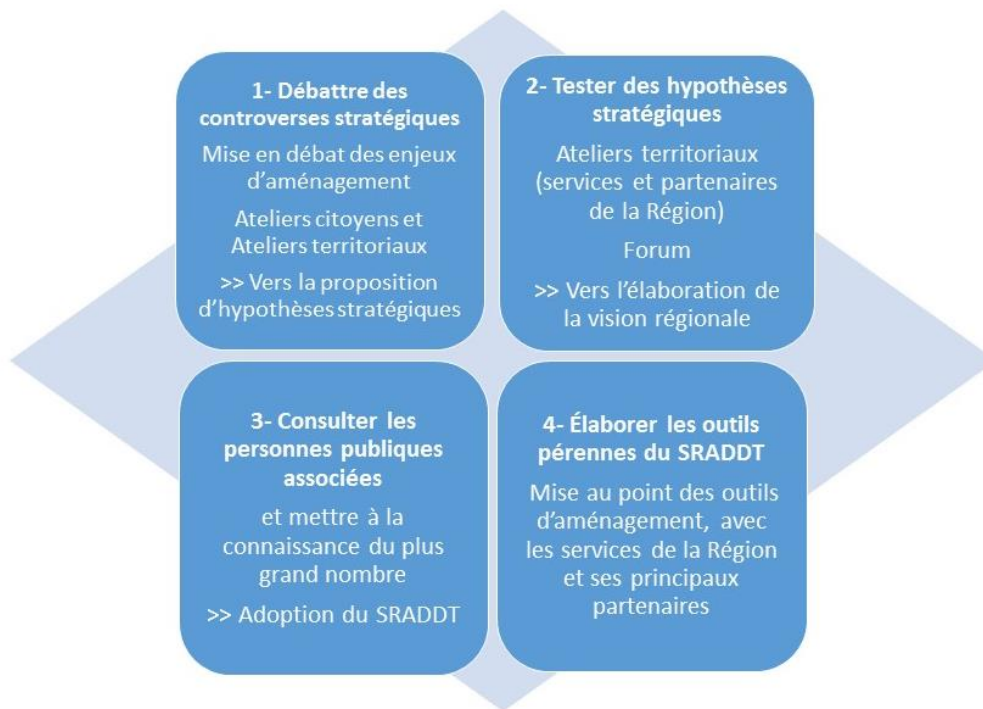 1- Débattre des
controverses stratégiques
Mise en débat des enjeux
d’aménagement
Ateliers citoyens et
Ateliers territoriaux
>> Vers la proposition
d’hypothèses stratégiques
2- Tester des hypothèses
stratégiques
Ateliers territoriaux
(services et partenaires
de la Région)
Forum
>> Vers l’élaboration de
la vision régionale
3- Consulter les
personnes publiques
associées
et mettre à la
connaissance du plus
grand nombre
>> Adoption du SRADDT
4- Élaborer les outils
pérennes du SRADDT
Mise au point des outils
d’aménagement, avec
les services de la Région
et ses principaux
partenaires